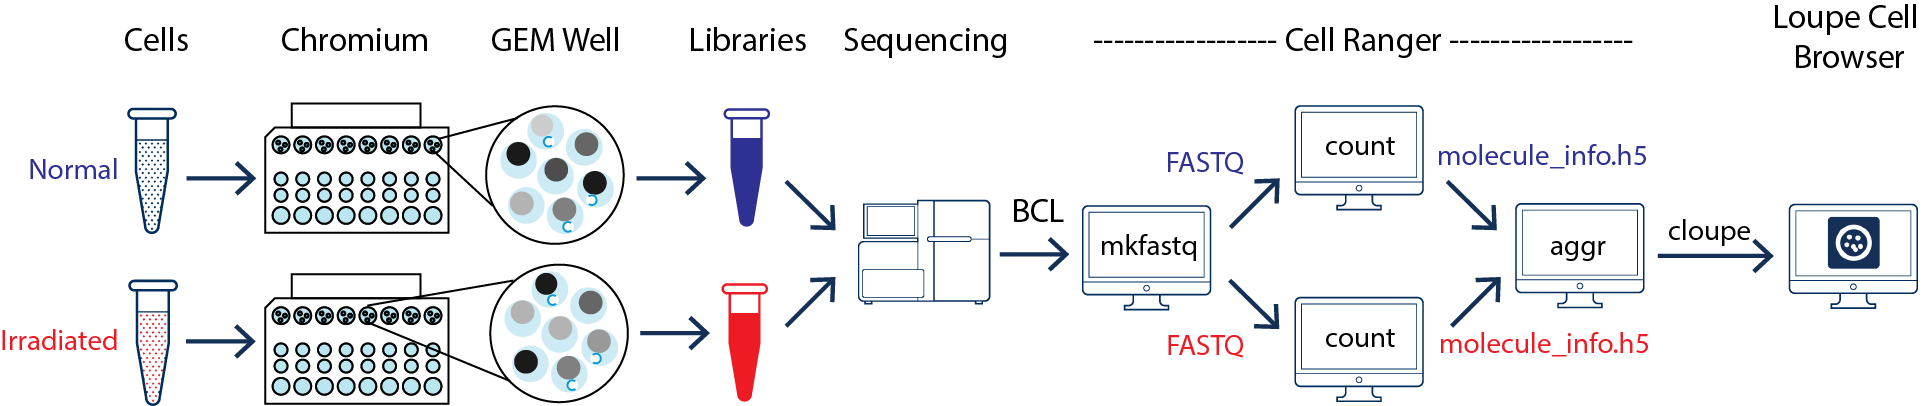 Cells
Chromium
GEM Well
Libraries
Sequencing
------------------ Cell Ranger ------------------
Loupe Cell
Browser
Normal
Irradiated
BCL
mkfastq
FASTQ
FASTQ
count
count
molecule_info.h5
molecule_info.h5
aggr
cloupe